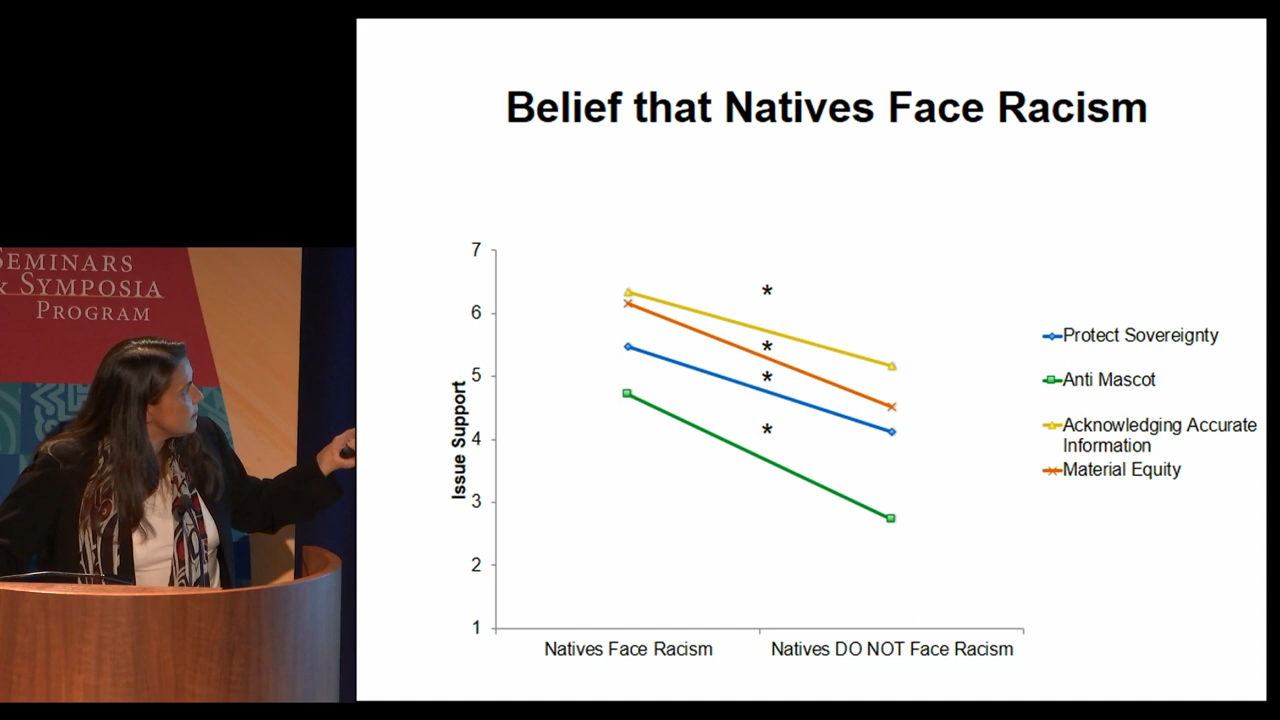 SEMINARS
& SYMPOSIA
PROGRAM
Belief that Natives Face Racism
7
6
5
4
3
2
1
Issue Support
*
*
*
*
Natives Face Racism
Natives DO NOT Face Racism
Protect Sovereignty
Anti Mascot
Acknowledging Accurate
Information
Material Equity